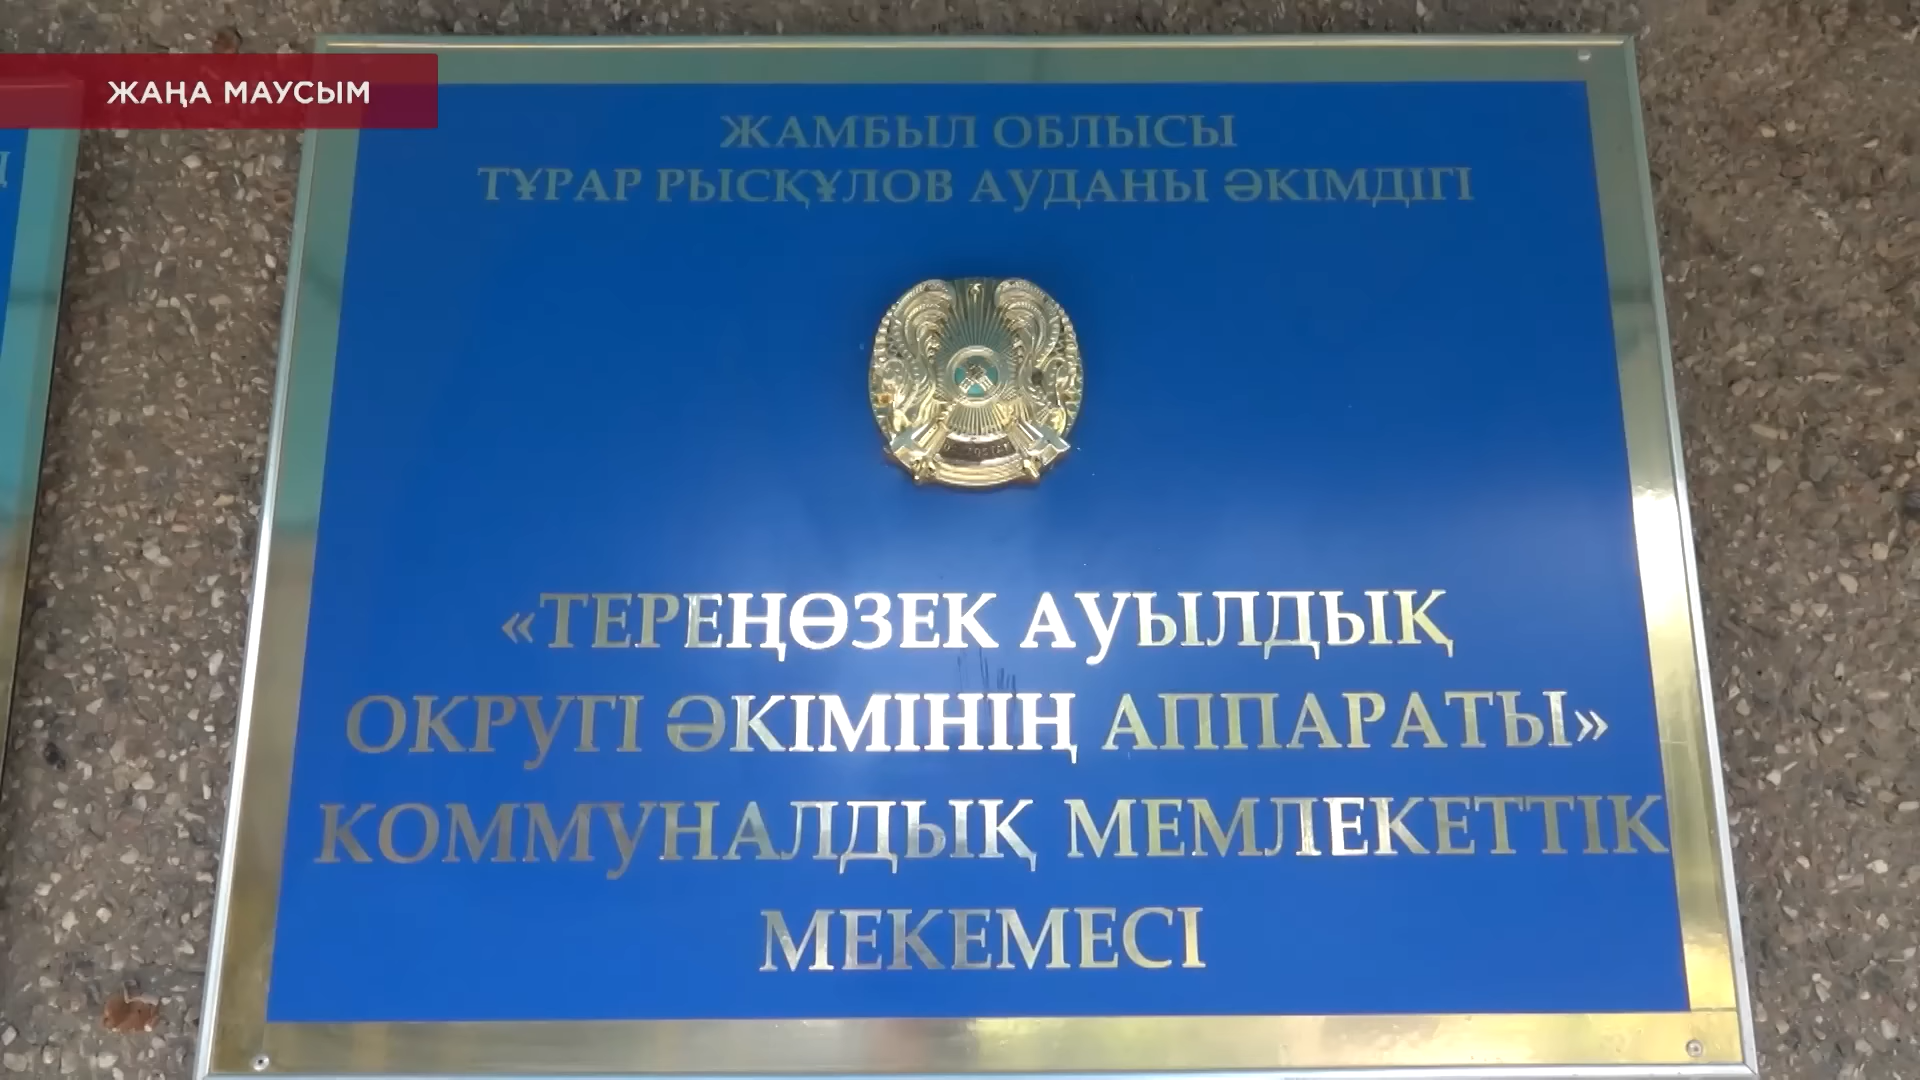 ЖАҢА МАУСЫМ
ЖАМБЫЛ ОБЛЫСЫ
ТҰРАР РЫСҚҰЛОВ АУДАНЫ ӘКІМДІГІ
«ТЕРЕҢӨЗЕК АУЫЛДЫҚ
ОКРУГІ ӘКІМІНІҢ АППАРАТЫ»
КОММУНАЛДЫҚ МЕМЛЕКЕТТІК
МЕКЕМЕСІ